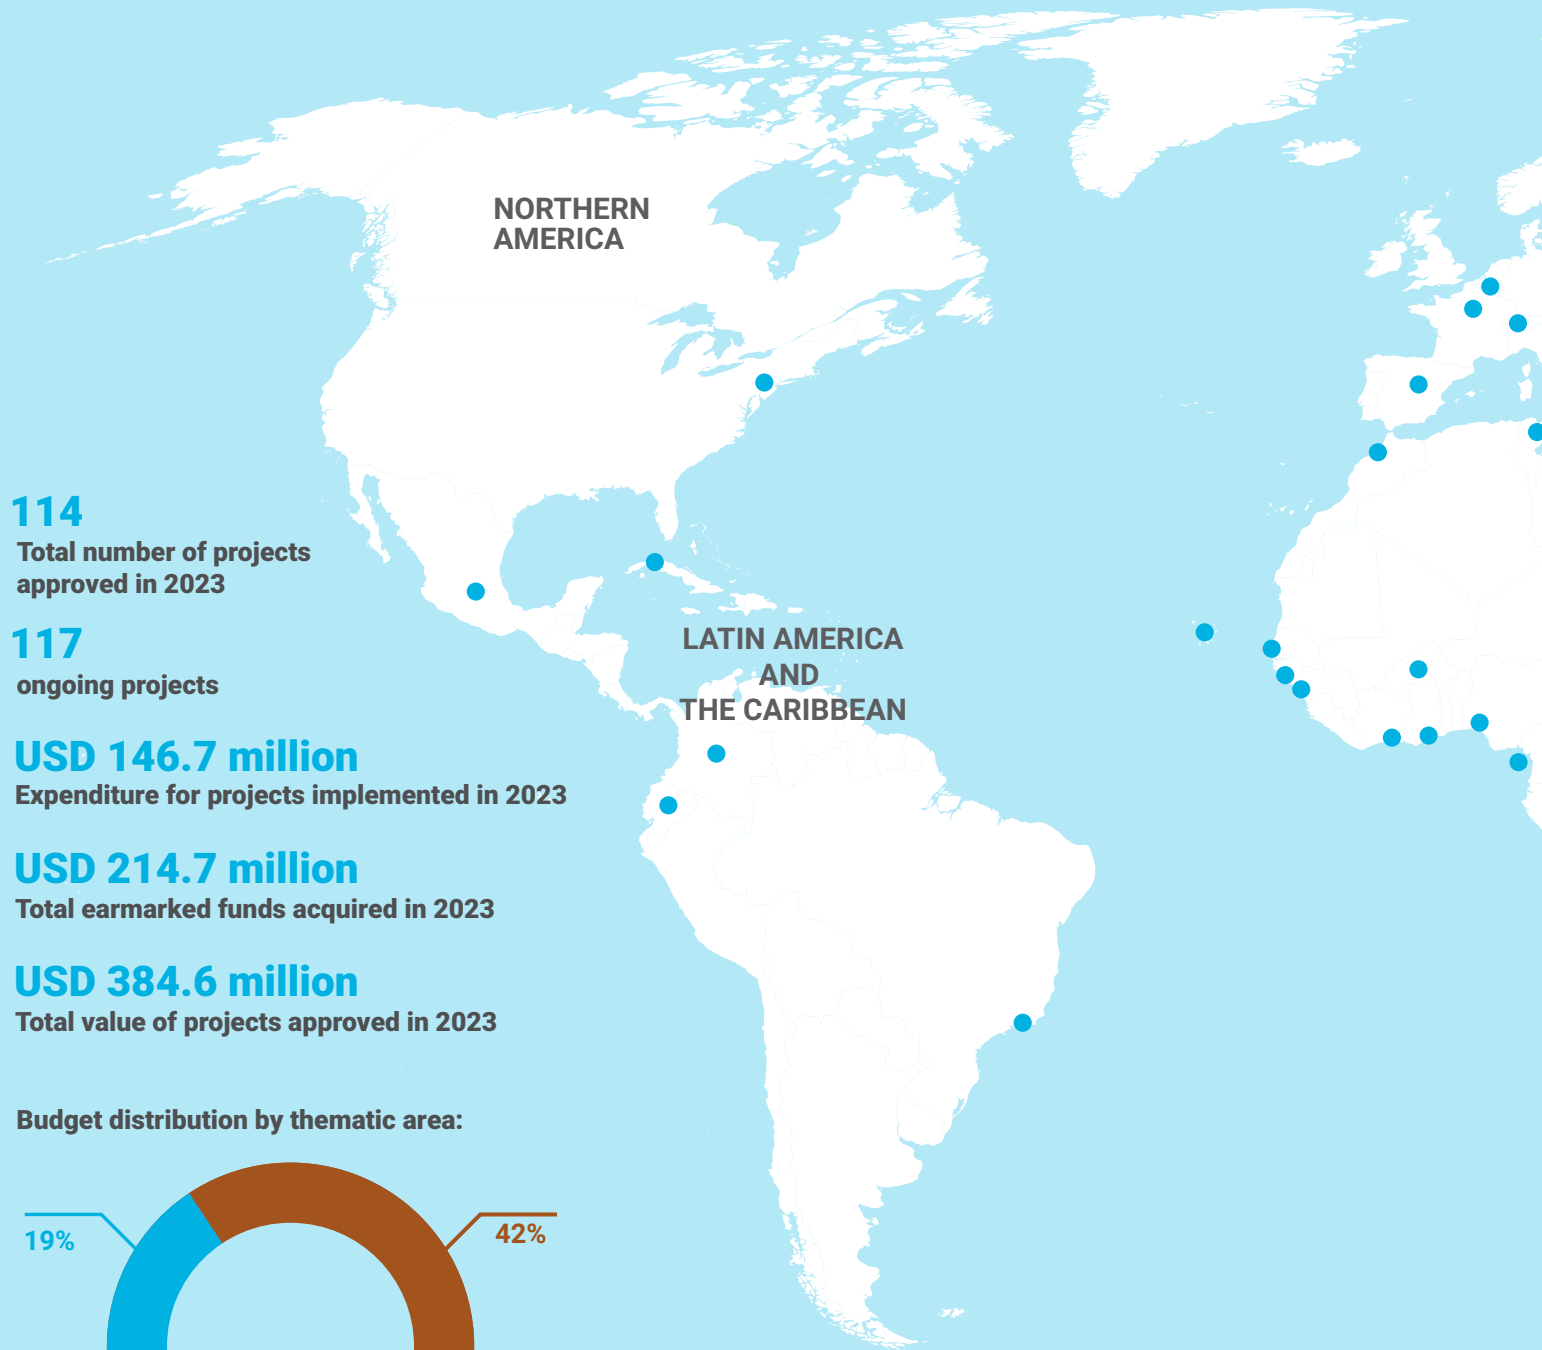 NORTHERN
AMERICA
114
Total number of projects
approved in 2023
117
ongoing projects
LATIN AMERICA
AND
THE CARIBBEAN
USD 146.7 million
Expenditure for projects implemented in 2023
USD 214.7 million
Total earmarked funds acquired in 2023
USD 384.6 million
Total value of projects approved in 2023
Budget distribution by thematic area:
19%
42%